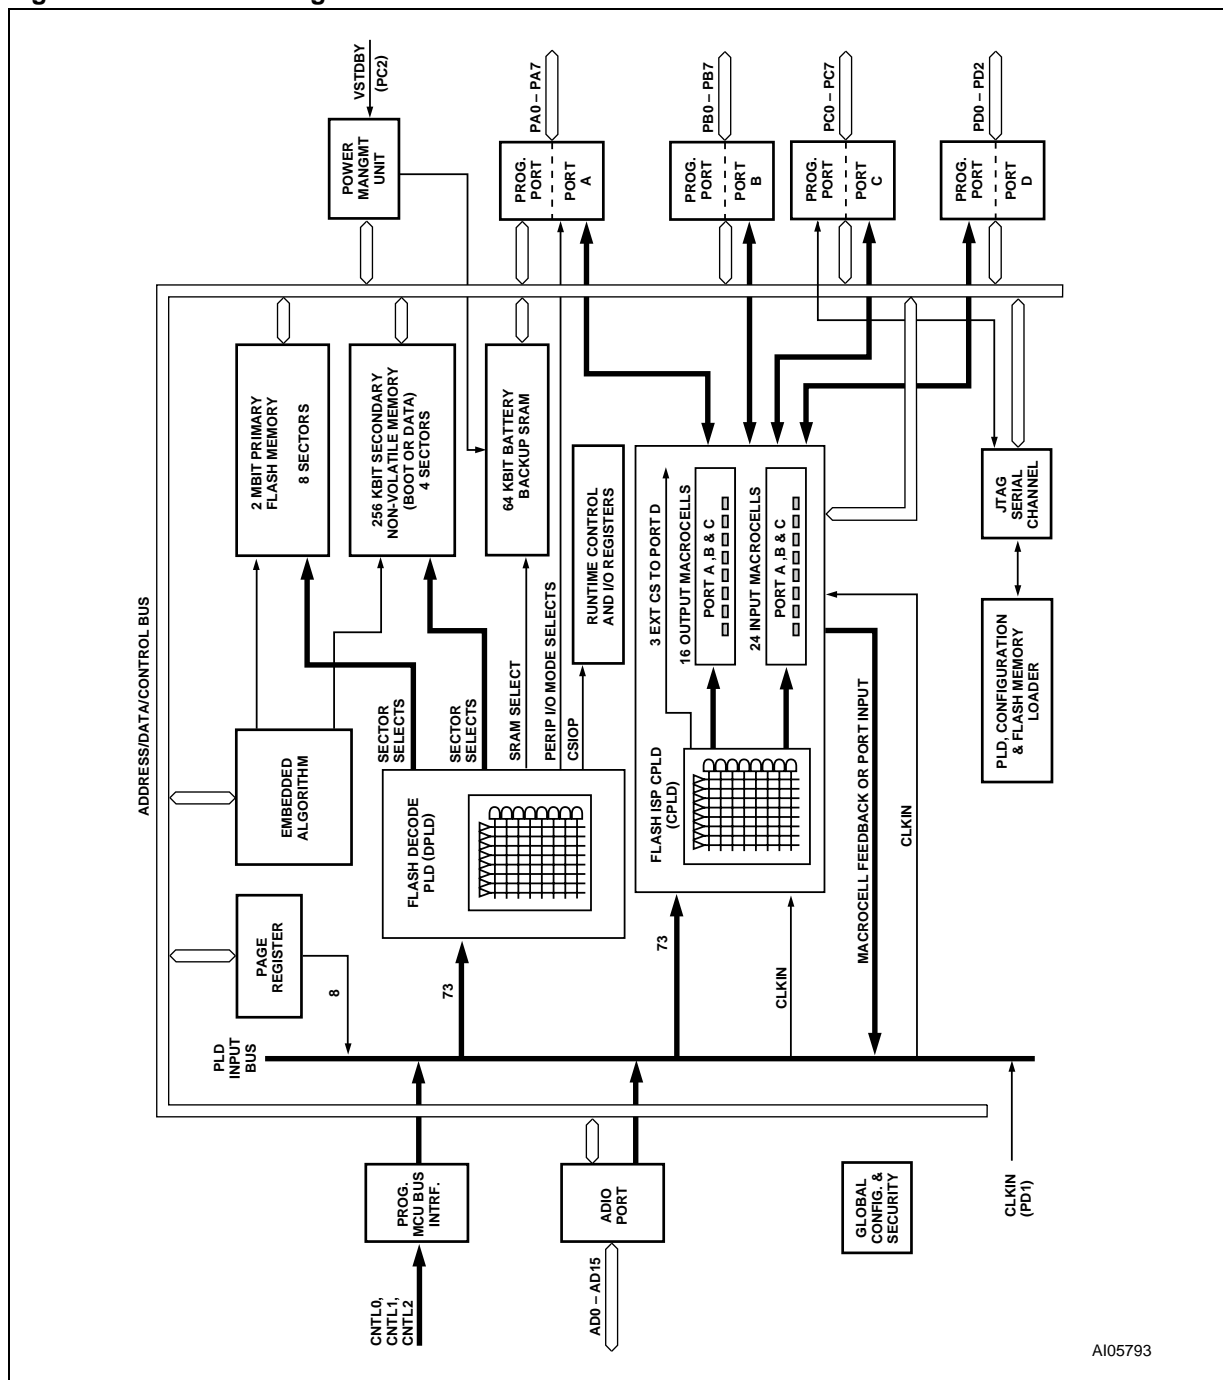 VSTDBY
(PC2)
PA0 – PA7
PB0 – PB7
PC0 – PC7
PD0 – PD2
POWER
MANGMT
UNIT
PROG.
PORT
PORT
A
PROG.
PORT
PORT
B
PROG.
PORT
PORT
C
PROG.
PORT
PORT
D
ADDRESS/DATA/CONTROL BUS
2 MBIT PRIMARY
FLASH MEMORY
8 SECTORS
256 KBIT SECONDARY
NON-VOLATILE MEMORY
(BOOT OR DATA)
4 SECTORS
64 KBIT BATTERY
BACKUP SRAM
RUNTIME CONTROL
AND I/O REGISTERS
3 EXT CS TO PORT D
16 OUTPUT MACROCELLS
PORT A ,B & C
24 INPUT MACROCELLS
PORT A ,B & C
JTAG
SERIAL
CHANNEL
PLD, CONFIGURATION
& FLASH MEMORY
LOADER
EMBEDDED
ALGORITHM
SECTOR
SELECTS
SECTOR
SELECTS
SRAM SELECT
PERIP I/O MODE SELECTS
CSIOP
FLASH DECODE
PLD (DPLD)
FLASH ISP CPLD
(CPLD)
MACROCELL FEEDBACK OR PORT INPUT
CLKIN
PAGE
REGISTER
8
73
73
CLKIN
PLD
INPUT
BUS
PROG.
MCU BUS
INTRF.
ADIO
PORT
GLOBAL
CONFIG. &
SECURITY
CLKIN
(PD1)
CNTL0,
CNTL1,
CNTL2
AD0 – AD15
AI05793